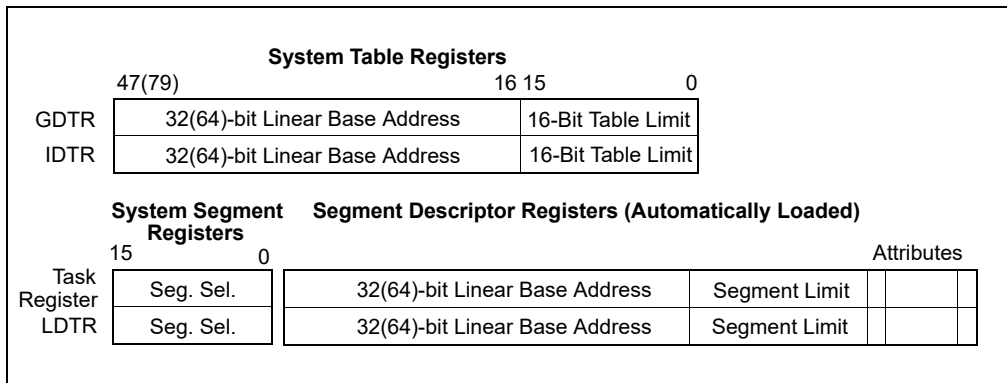 System Table Registers
47(79) 16 15 0
GDTR 32(64)-bit Linear Base Address 16-Bit Table Limit
IDTR 32(64)-bit Linear Base Address 16-Bit Table Limit
System Segment Registers
Segment Descriptor Registers (Automatically Loaded)
15 0 Attributes
Task Register Seg. Sel. 32(64)-bit Linear Base Address Segment Limit
LDTR Seg. Sel. 32(64)-bit Linear Base Address Segment Limit